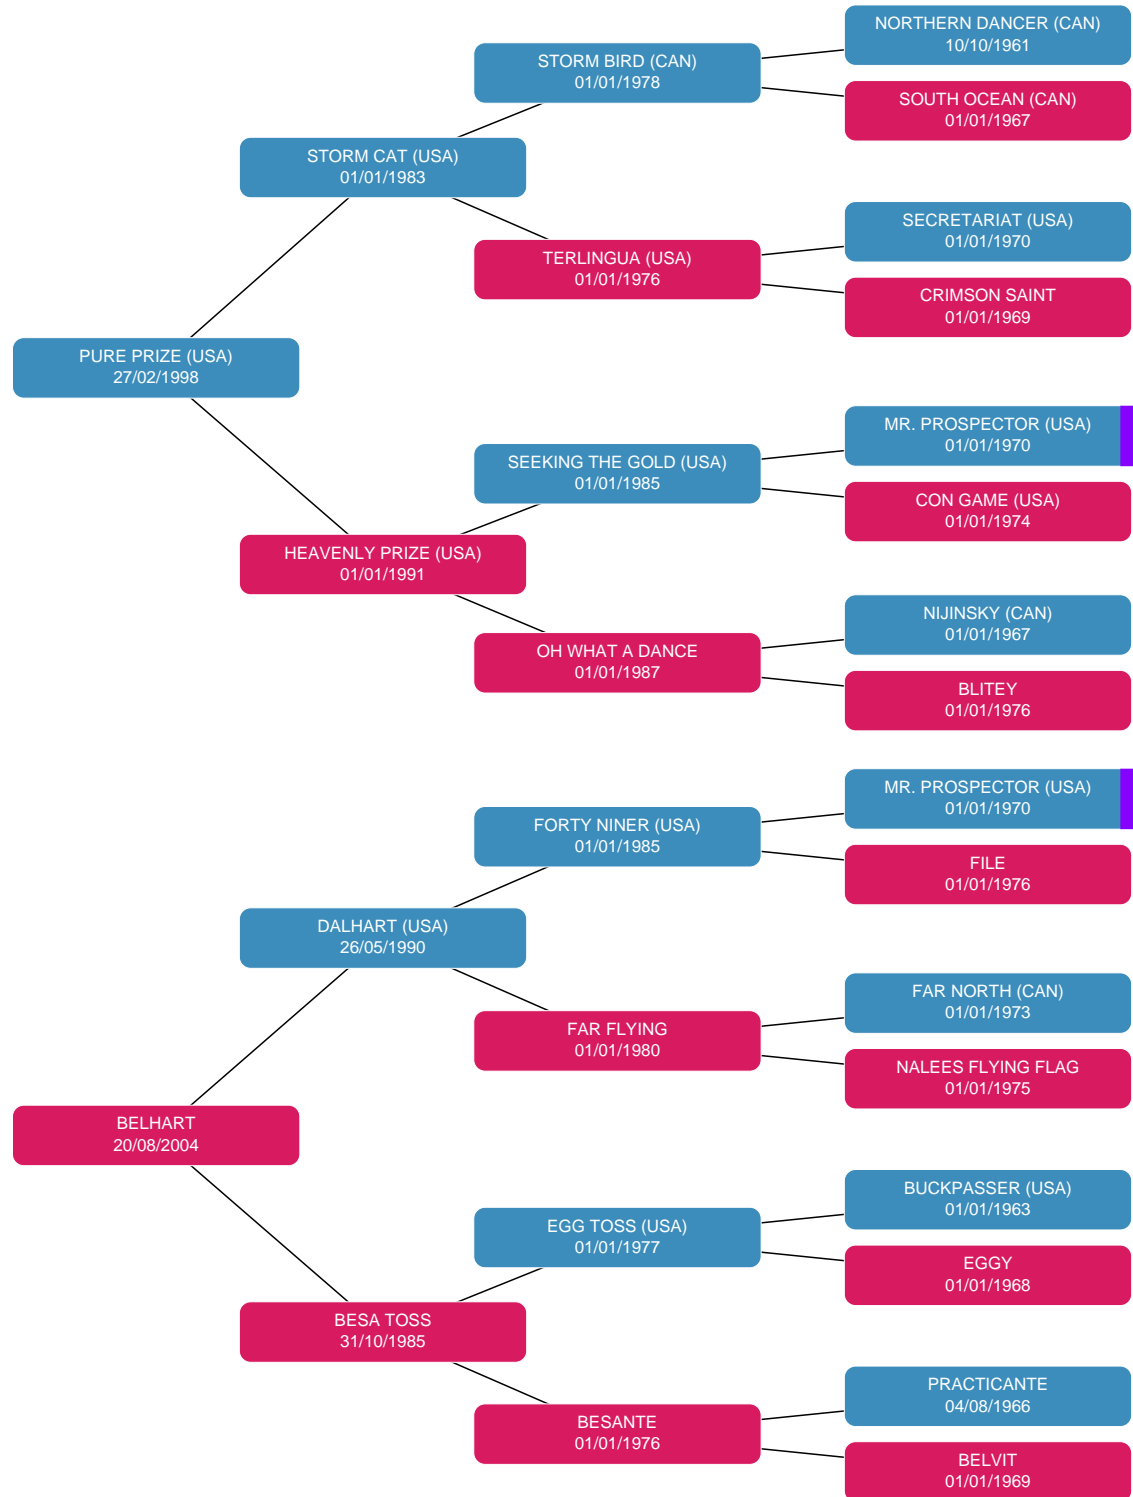 NORTHERN DANCER (CAN)
10/10/1961
STORM BIRD (CAN)
01/01/1978
SOUTH OCEAN (CAN)
01/01/1967
STORM CAT (USA)
01/01/1983
SECRETARIAT (USA)
01/01/1970
TERLINGUA (USA)
01/01/1976
CRIMSON SAINT
01/01/1969
PURE PRIZE (USA)
27/02/1998
MR. PROSPECTOR (USA)
01/01/1970
SEEKING THE GOLD (USA)
01/01/1985
CON GAME (USA)
01/01/1974
HEAVENLY PRIZE (USA)
01/01/1991
NIJINSKY (CAN)
01/01/1967
OH WHAT A DANCE
01/01/1987
BLITEY
01/01/1976
MR. PROSPECTOR (USA)
01/01/1970
FORTY NINER (USA)
01/01/1985
FILE
01/01/1976
DALHART (USA)
26/05/1990
FAR NORTH (CAN)
01/01/1973
FAR FLYING
01/01/1980
NALEES FLYING FLAG
01/01/1975
BELHART
20/08/2004
BUCKPASSER (USA)
01/01/1963
EGG TOSS (USA)
01/01/1977
EGGY
01/01/1968
BESA TOSS
31/10/1985
PRACTICANTE
04/08/1966
BESANTE
01/01/1976
BELVIT
01/01/1969